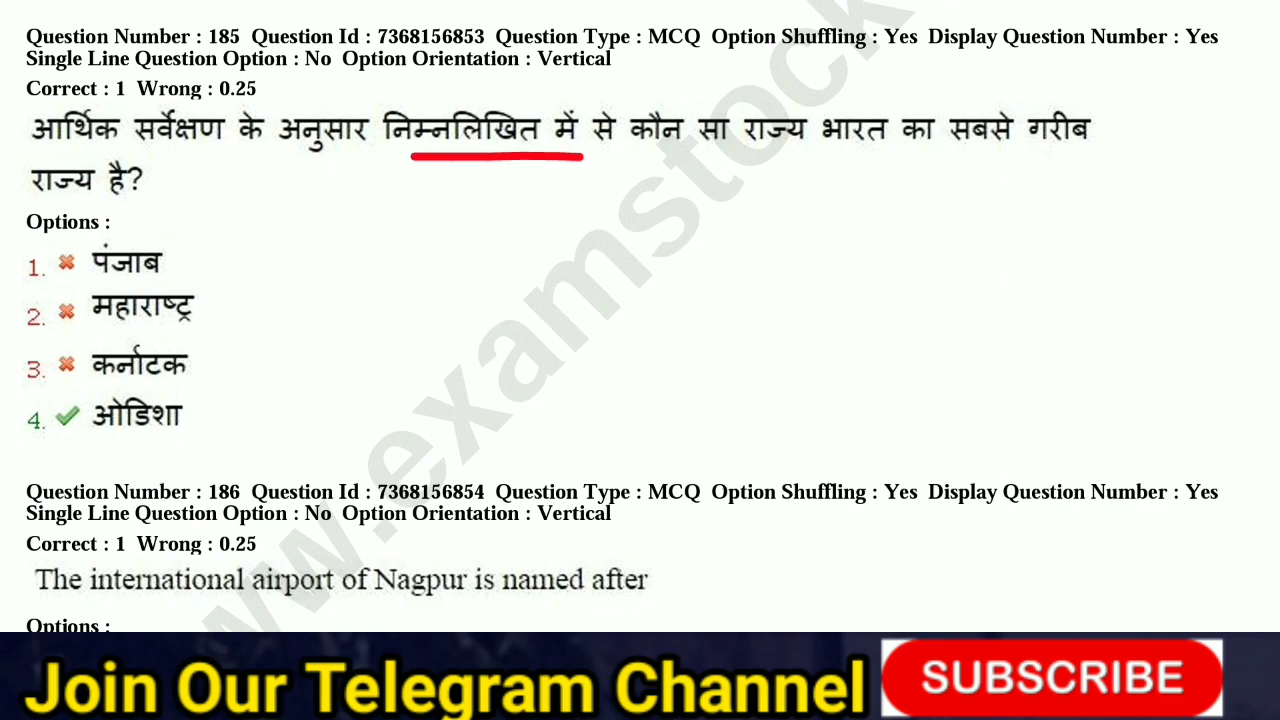 Question Number : 185 Question Id : 7368156853 Question Type : MCQ Option Shuffling : Yes Display Question Number : Yes
Single Line Question Option : No Option Orientation : Vertical
Correct : 1 Wrong : 0.25
आर्थिक सर्वेक्षण के अनुसार निम्नलिखित में से कौन सा राज्य भारत का सबसे गरीब
राज्य है?
Options :
1. पंजाब
2. महाराष्ट्र
3. कर्नाटक
4. ओडिशा
Question Number : 186 Question Id : 7368156854 Question Type : MCQ Option Shuffling : Yes Display Question Number : Yes
Single Line Question Option : No Option Orientation : Vertical
Correct : 1 Wrong : 0.25
The international airport of Nagpur is named after
Options :
Join Our Telegram Channel
SUBSCRIBE
www.examstock